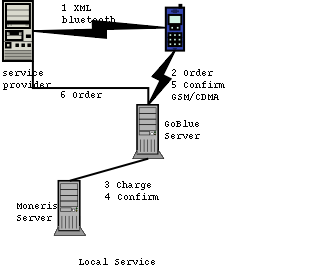 1 XML
bluetooth
service
provider
2 Order
5 Confirm
GSM/CDMA
6 Order
GoBlue
Server
3 Charge
4 Confirm
Moneris
Server
Local Service